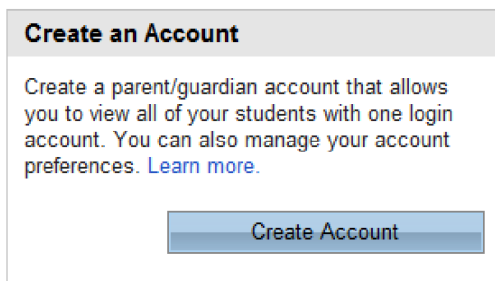 Create an Account
Create a parent/guardian account that allows
you to view all of your students with one login
account. You can also manage your account
preferences. Learn more.
Create Account